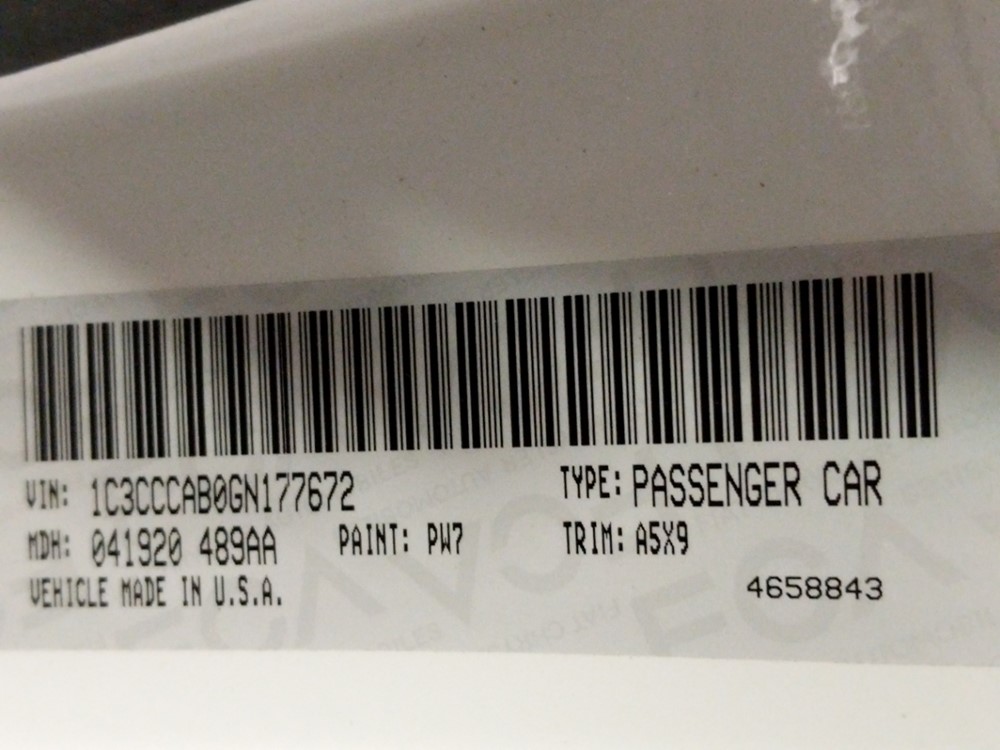 VIN: 1C3CCCAB0GN177672 TYPE: PASSENGER CAR
MDH: 041920 489AA PAINT: PW7 TRIM: A5X9
VEHICLE MADE IN U.S.A. 4658843